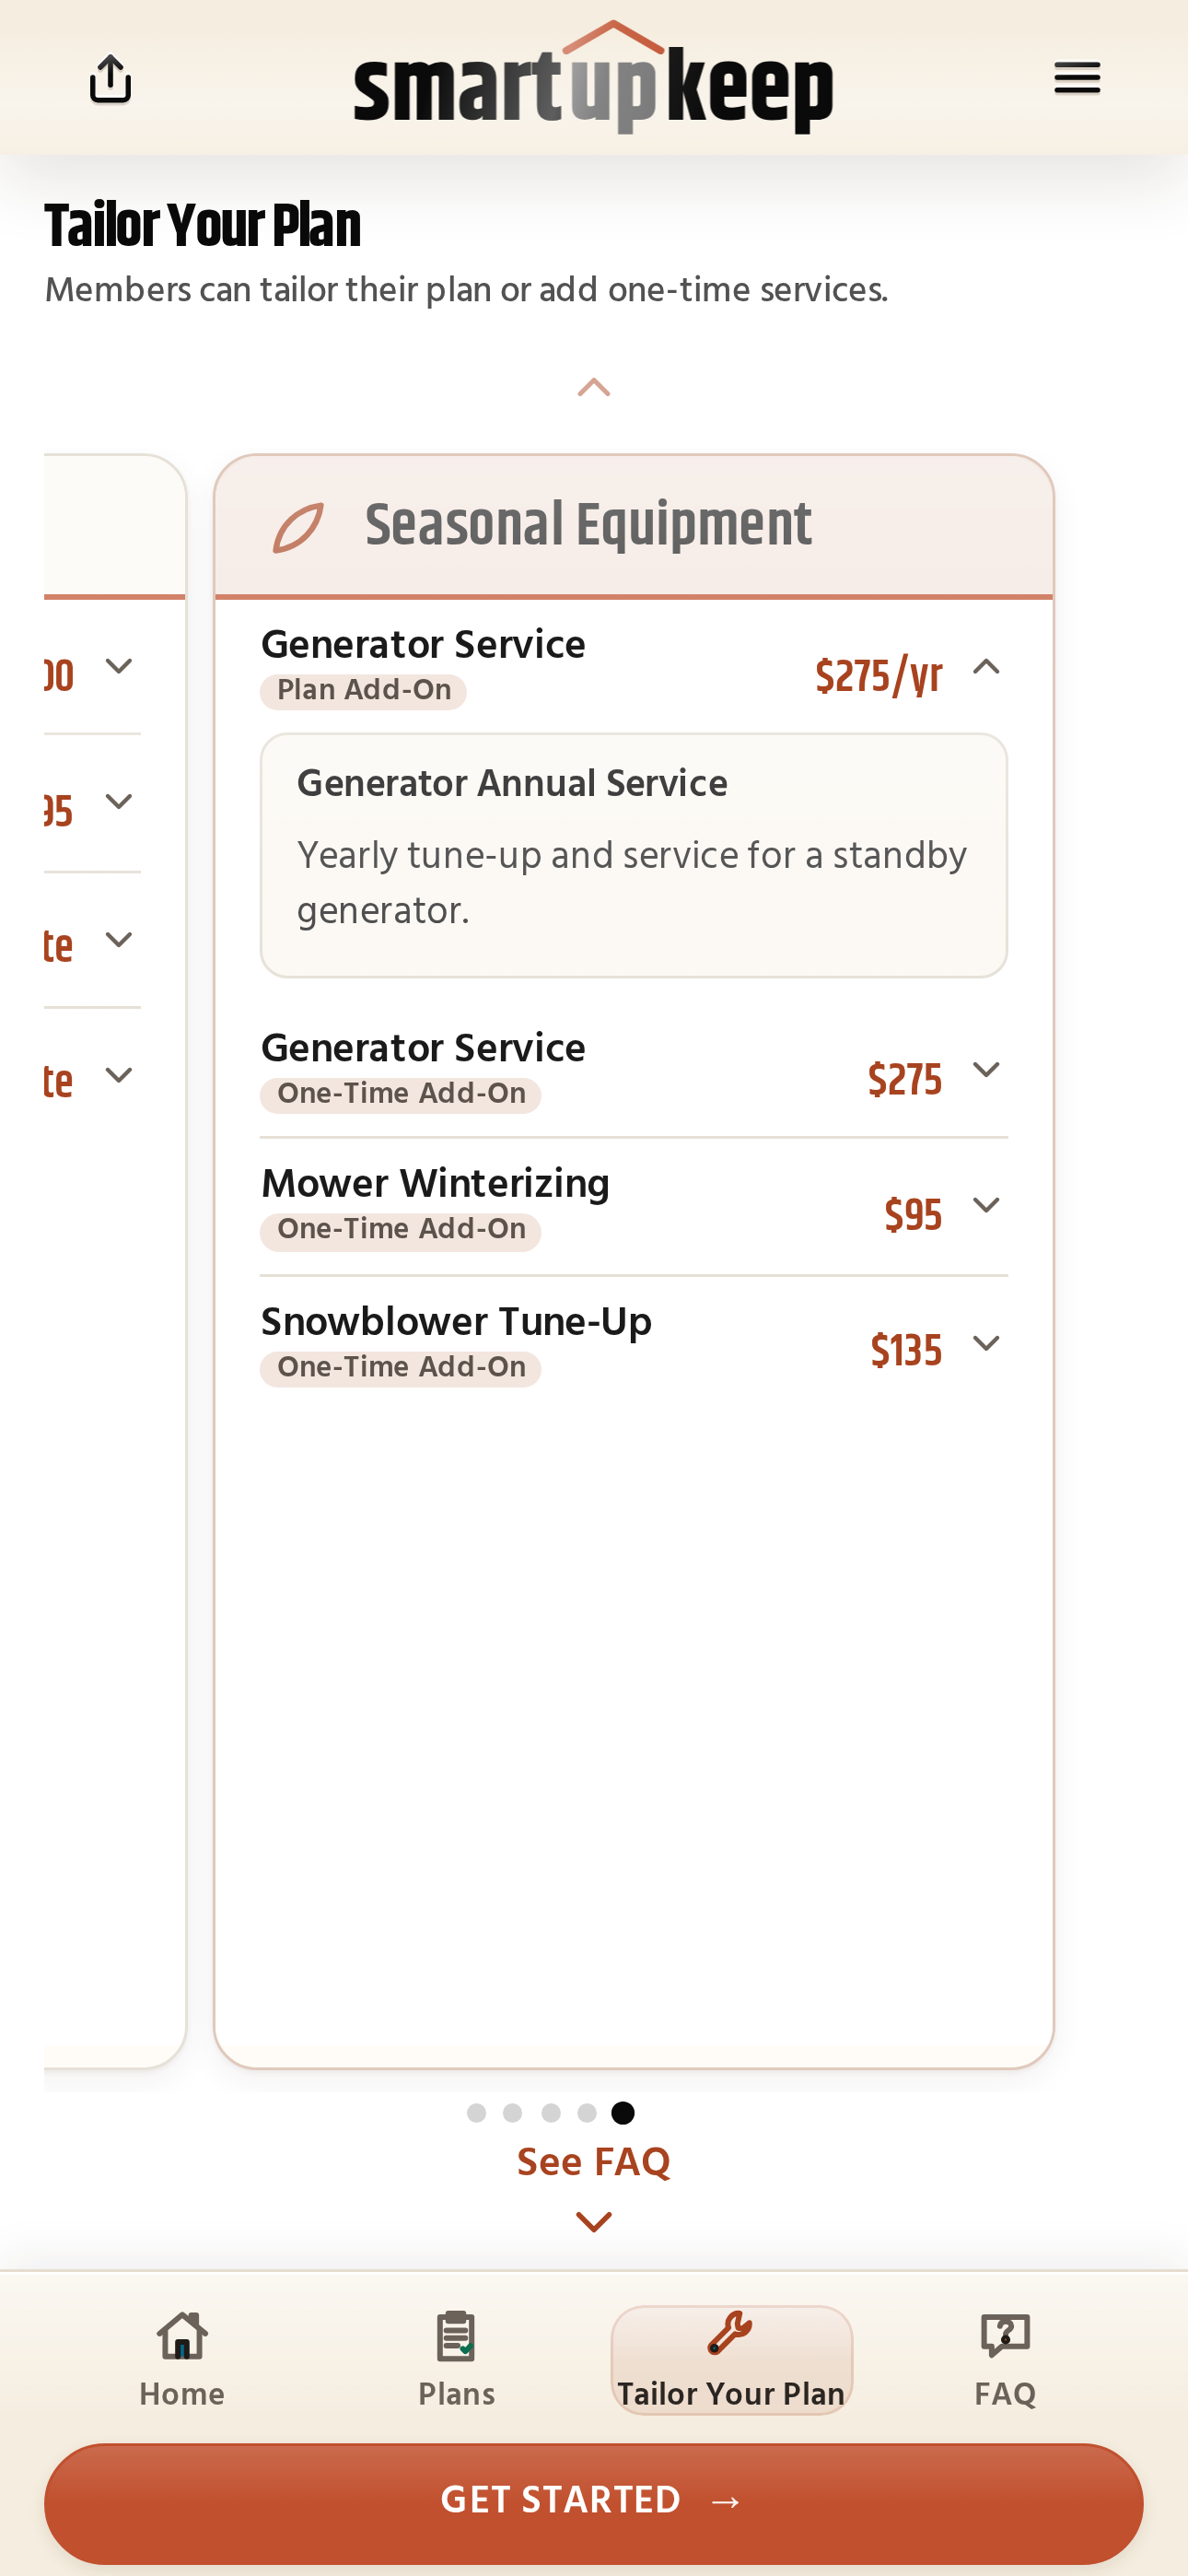 smartupkeep
Tailor Your Plan
Members can tailor their plan or add one-time services.
Seasonal Equipment
Generator Service
Plan Add-On
$275/yr
Generator Annual Service
Yearly tune-up and service for a standby
generator.
Generator Service
One-Time Add-On
$275
Mower Winterizing
One-Time Add-On
$95
Snowblower Tune-Up
One-Time Add-On
$135
See FAQ
Home
Plans
Tailor Your Plan
FAQ
GET STARTED →